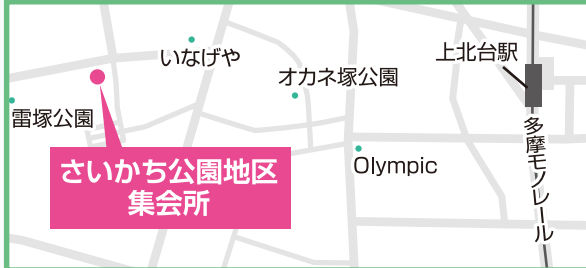 いなげや
上北台駅
オカネ塚公園
雷塚公園
多摩モノレール
Olympic
さいかち公園地区
集会所